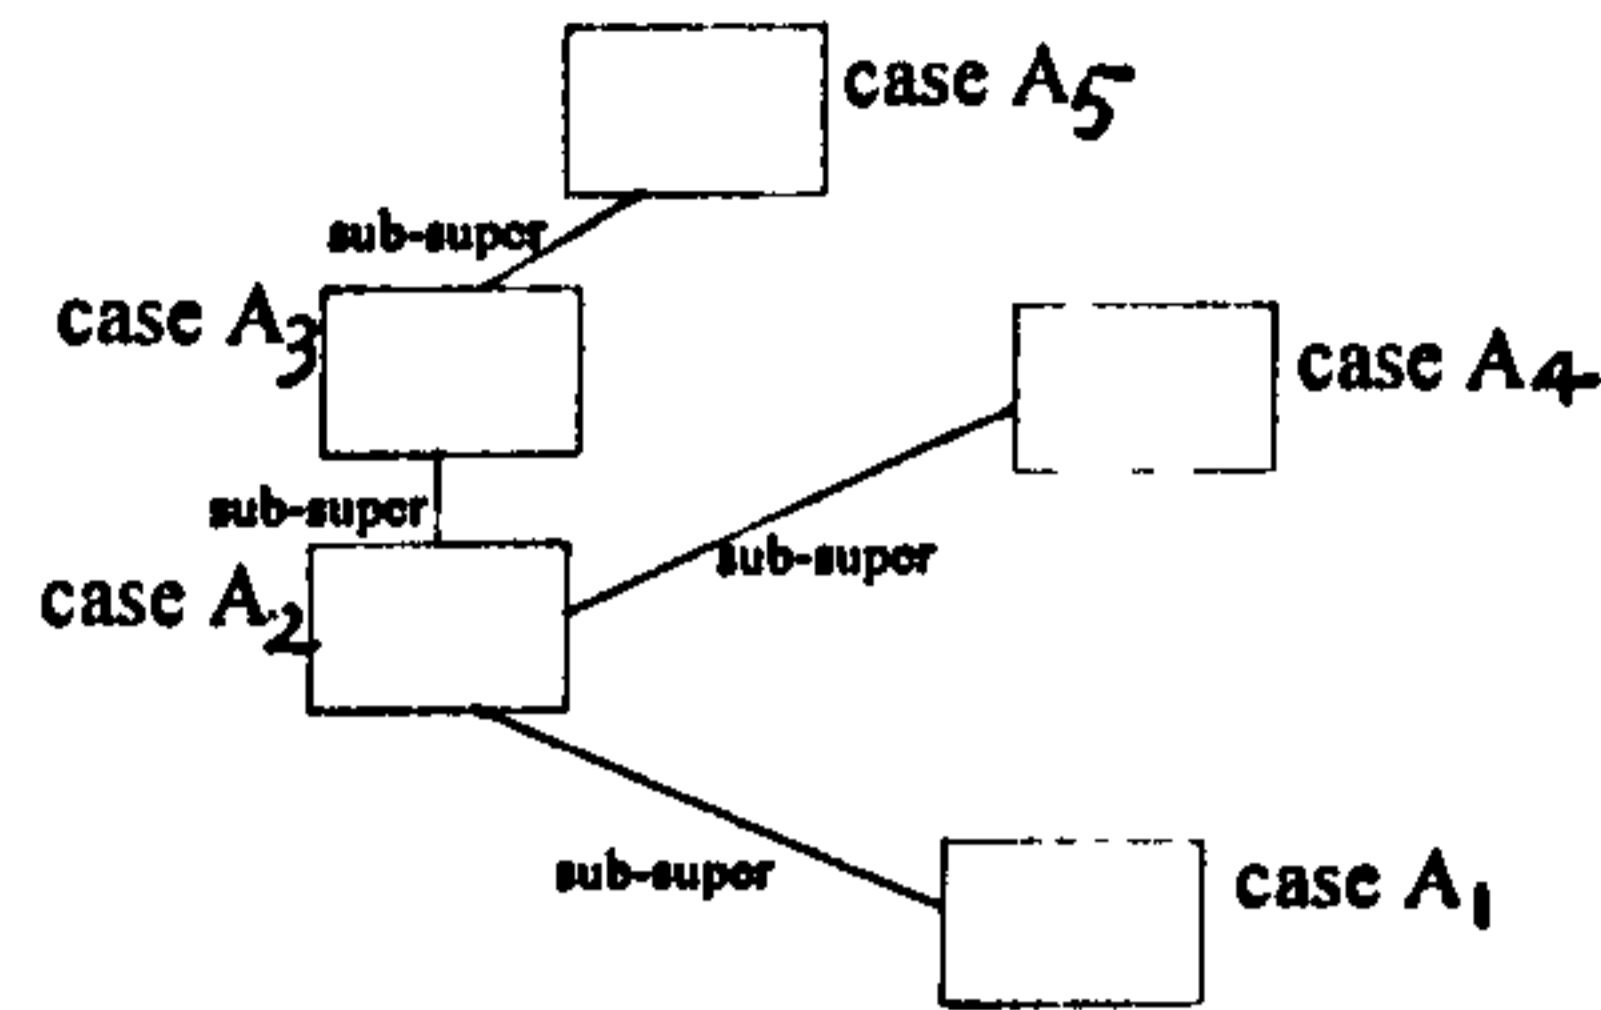 case A5
sub-super
case A3
case A4
sub-super
sub-super
case A2
sub-super
case A1